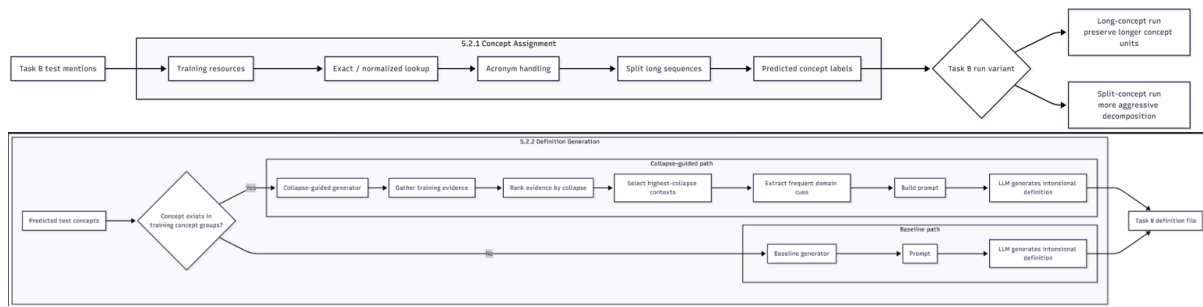 5.2.1 Concept Assignment
Task B test mentions
Training resources
Exact / normalized lookup
Acronym handling
Split long sequences
Predicted concept labels
Task B run variant
Long-concept run
preserve longer concept
units
Split-concept run
more aggressive
decomposition
5.2.2 Definition Generation
Collapse-guided path
Predicted test concepts
Concept exists in
training concept groups?
Yes
Collapse-guided generator
Gather training evidence
Rank evidence by collapse
Select highest-collapse
contexts
Extract frequent domain
cues
Build prompt
LLM generates intensional
definition
Task B definition file
Baseline path
No
Baseline generator
Prompt
LLM generates intensional
definition